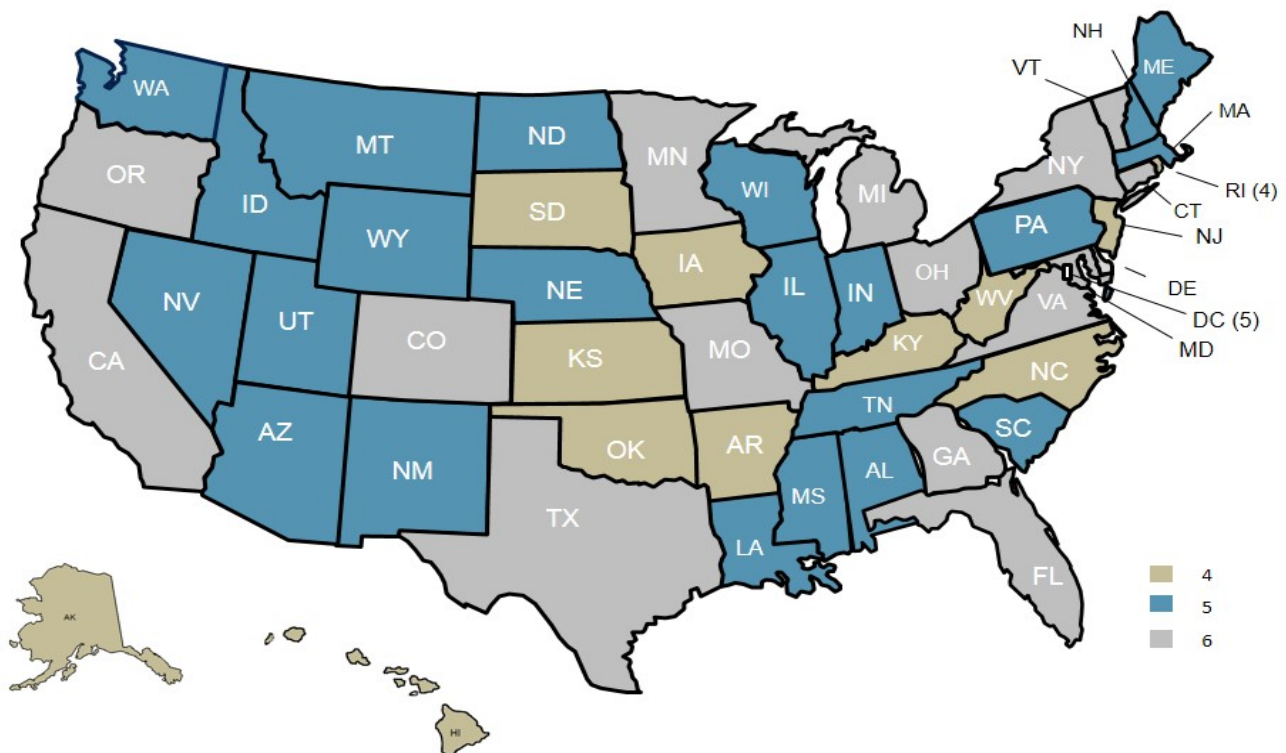 NH
VT
ME
WA
MA
MT
ND
MN
OR
NY
RI (4)
ID
WI
MI
CT
SD
WY
PA
NJ
IA
OH
DE
NE
NV
IL
IN
WV
VA
DC (5)
UT
CO
MD
CA
KS
MO
KY
NC
TN
AZ
OK
AR
SC
NM
GA
MS
AL
TX
LA
FL
4
5
6
AK
HI